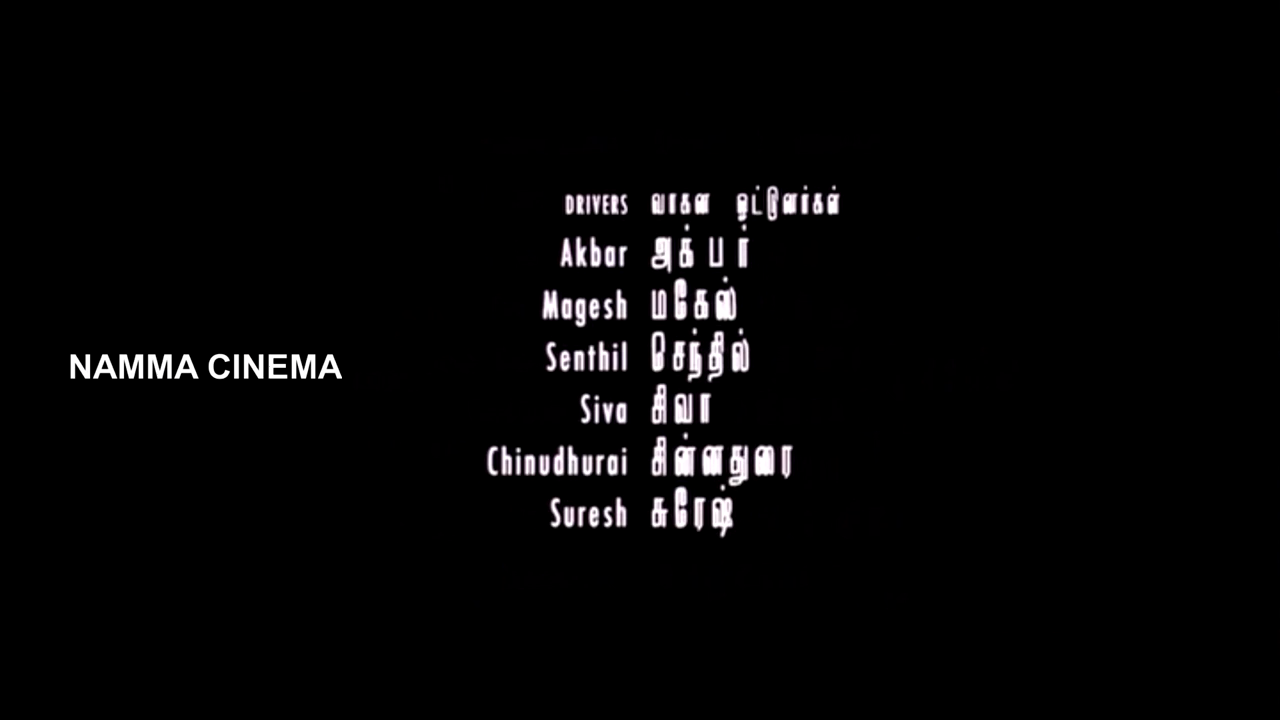 DRIVERS வாகன ஓட்டுனர்கள்
Akbar அக்பர்
Magesh மகேஸ்
Senthil செந்தில்
NAMMA CINEMA
Siva சிவா
Chinudhurai சின்னதுரை
Suresh சுரேஷ்